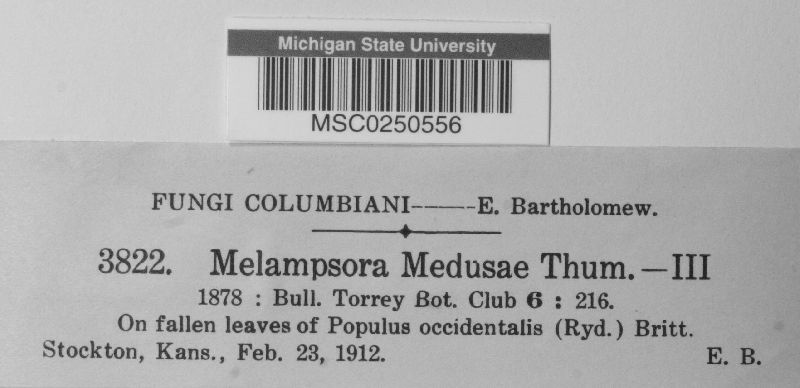 Michigan State University
MSC0250556
FUNGI COLUMBIANI——E. Bartholomew.
3822. Melampsora Medusae Thum.—III
1878 : Bull. Torrey Bot. Club 6 : 216.
On fallen leaves of Populus occidentalis (Ryd.) Britt.
Stockton, Kans., Feb. 23, 1912. E. B.